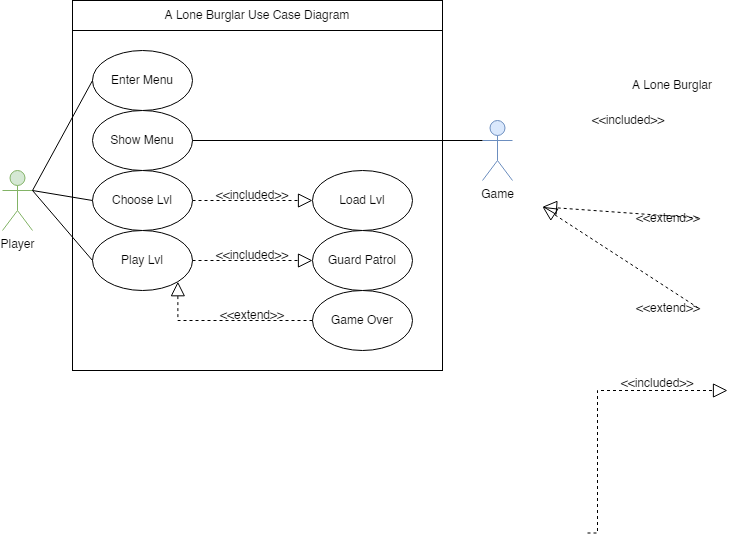 A Lone Burglar Use Case Diagram
Enter Menu
A Lone Burglar
<<included>>
Show Menu
Choose Lvl
<<included>>
Load Lvl
Game
Player
<<extend>>
Play Lvl
<<included>>
Guard Patrol
<<extend>>
Game Over
<<extend>>
<<included>>